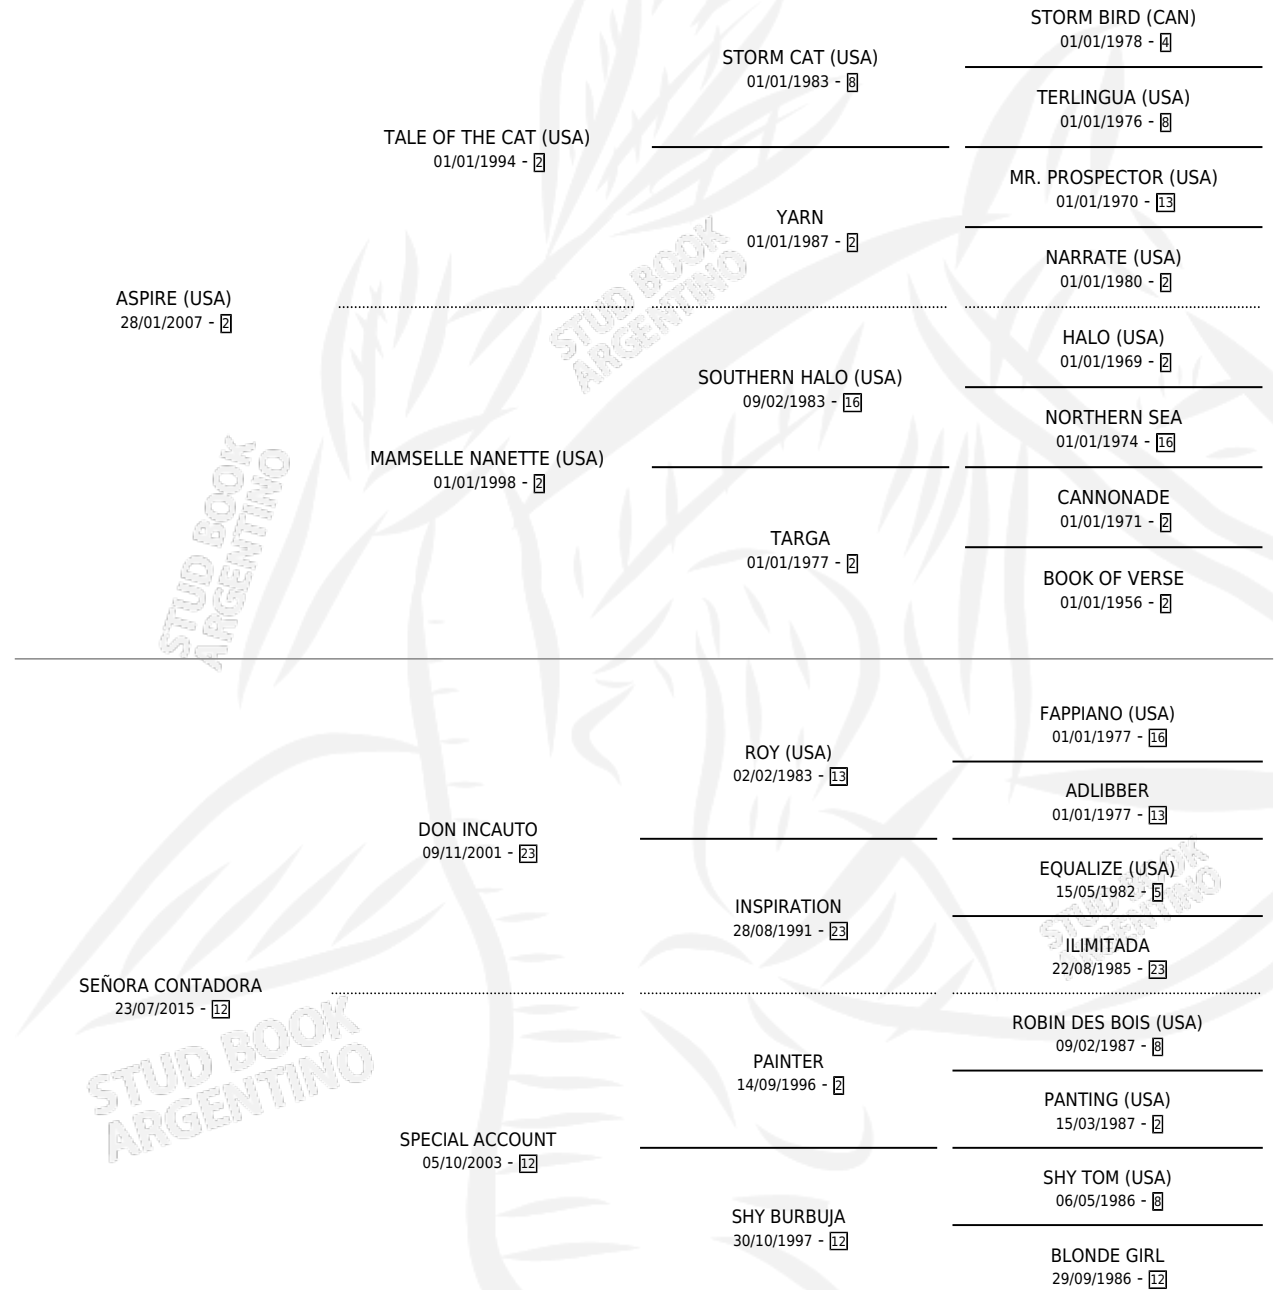 STORM BIRD (CAN)
01/01/1978 - 4
STORM CAT (USA)
01/01/1983 - 8
TERLINGUA (USA)
01/01/1976 - 8
TALE OF THE CAT (USA)
01/01/1994 - 2
MR. PROSPECTOR (USA)
01/01/1970 - 13
YARN
01/01/1987 - 2
NARRATE (USA)
01/01/1980 - 2
ASPIRE (USA)
28/01/2007 - 2
STUD BOOK
ARGENTINO
HALO (USA)
01/01/1969 - 2
SOUTHERN HALO (USA)
09/02/1983 - 16
NORTHERN SEA
01/01/1974 - 16
MAMSELLE NANETTE (USA)
01/01/1998 - 2
CANNONADE
01/01/1971 - 2
TARGA
01/01/1977 - 2
BOOK OF VERSE
01/01/1956 - 2
STUD BOOK
ARGENTINO
FAPPIANO (USA)
01/01/1977 - 16
ROY (USA)
02/02/1983 - 13
ADLIBBER
01/01/1977 - 13
DON INCAUTO
09/11/2001 - 23
EQUALIZE (USA)
15/05/1982 - 5
INSPIRATION
28/08/1991 - 23
ILIMITADA
22/08/1985 - 23
STUD BOOK
ARGENTINO
SEÑORA CONTADORA
23/07/2015 - 12
ROBIN DES BOIS (USA)
09/02/1987 - 8
PAINTER
14/09/1996 - 2
PANTING (USA)
15/03/1987 - 2
STUD BOOK
ARGENTINO
SPECIAL ACCOUNT
05/10/2003 - 12
SHY TOM (USA)
06/05/1986 - 8
SHY BURBUJA
30/10/1997 - 12
BLONDE GIRL
29/09/1986 - 12